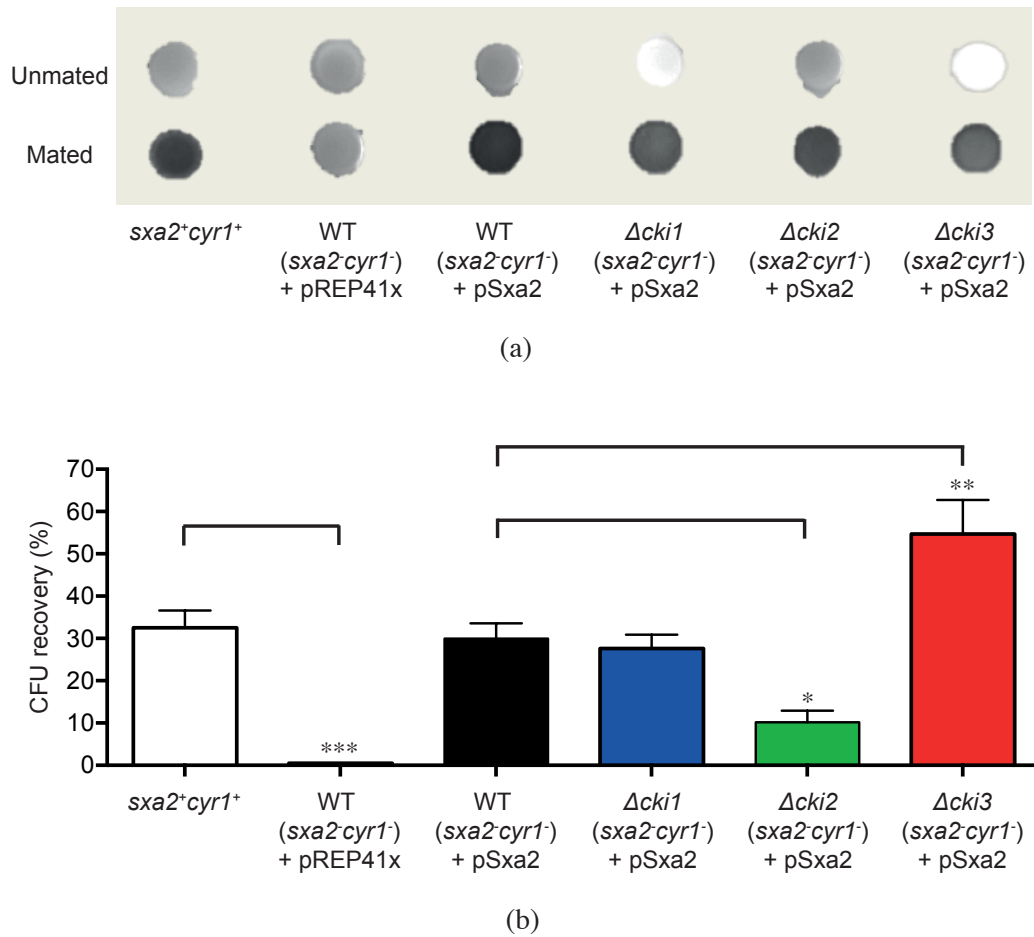 Unmated
Mated
sxa2⁺cyr1⁺ WT WT Δcki1 Δcki2 Δcki3
(sxa2⁻cyr1⁻) (sxa2⁻cyr1⁻) (sxa2⁻cyr1⁻) (sxa2⁻cyr1⁻) (sxa2⁻cyr1⁻)
+ pREP41x + pSxa2 + pSxa2 + pSxa2 + pSxa2
(a)
CFU recovery (%)
70
60
50
40
30
20
10
0
***
*
**
sxa2⁺cyr1⁺ WT WT Δcki1 Δcki2 Δcki3
(sxa2⁻cyr1⁻) (sxa2⁻cyr1⁻) (sxa2⁻cyr1⁻) (sxa2⁻cyr1⁻) (sxa2⁻cyr1⁻)
+ pREP41x + pSxa2 + pSxa2 + pSxa2 + pSxa2
(b)